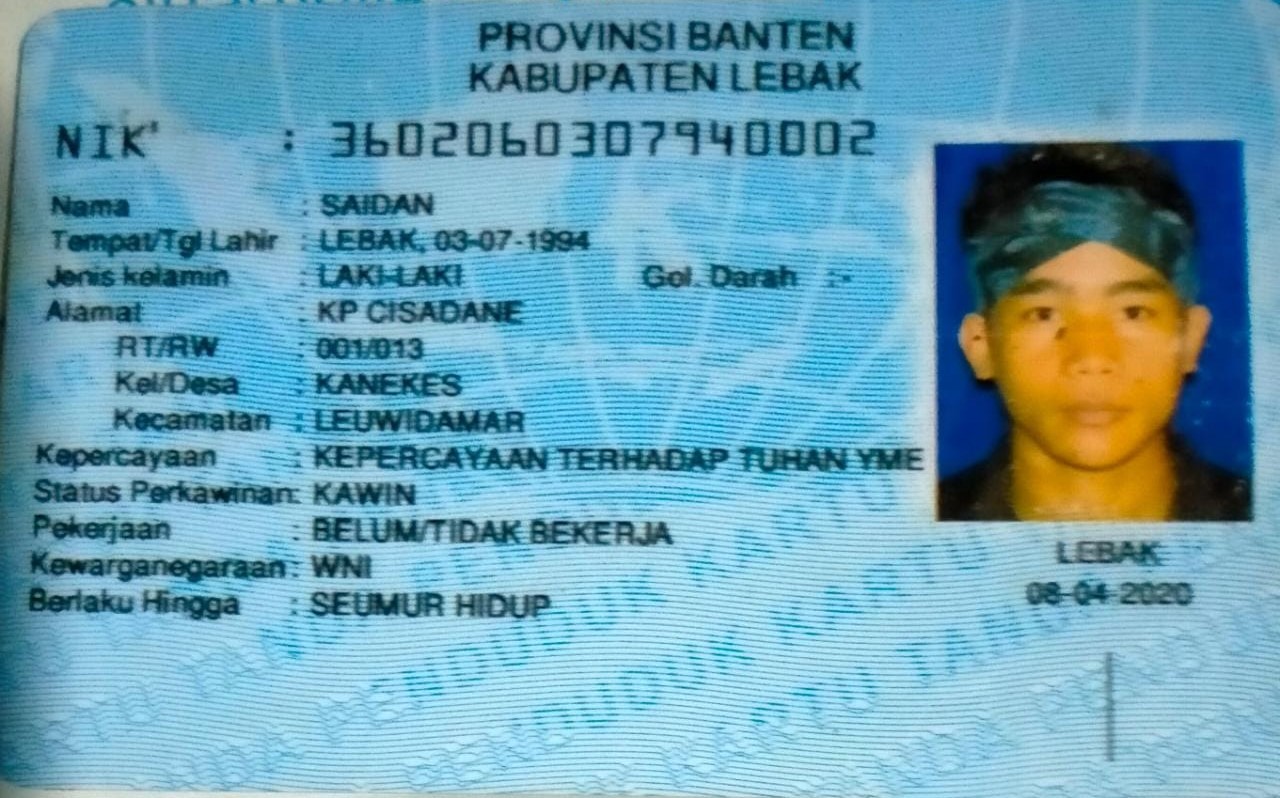 PROVINSI BANTEN
KABUPATEN LEBAK
NIK : 3602060307940002
Nama : SAIDAN
Tempat/Tgl Lahir : LEBAK, 03-07-1994
Jenis kelamin : LAKI-LAKI Gol. Darah : -
Alamat : KP CISADANE
RT/RW : 001/013
Kel/Desa : KANEKES
Kecamatan : LEUWIDAMAR
Kepercayaan : KEPERCAYAAN TERHADAP TUHAN YME
Status Perkawinan: KAWIN
Pekerjaan : BELUM/TIDAK BEKERJA
Kewarganegaraan : WNI
Berlaku Hingga : SEUMUR HIDUP
LEBAK
08-04-2020